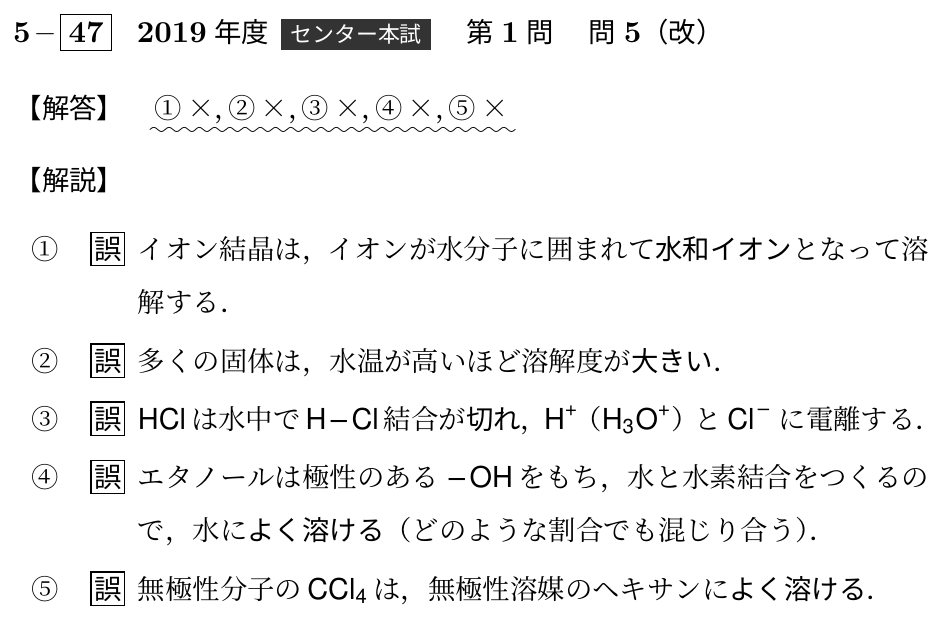 5－47 2019 年度 センター本試 第 1 問 問 5（改）
【解答】 ① ×, ② ×, ③ ×, ④ ×, ⑤ ×
【解説】
① 誤 イオン結晶は，イオンが水分子に囲まれて水和イオンとなって溶
解する．
② 誤 多くの固体は，水温が高いほど溶解度が大きい．
③ 誤 HCl は水中で H－Cl 結合が切れ，H⁺（H₃O⁺）と Cl⁻ に電離する．
④ 誤 エタノールは極性のある －OH をもち，水と水素結合をつくるの
で，水によく溶ける（どのような割合でも混じり合う）．
⑤ 誤 無極性分子の CCl₄ は，無極性溶媒のヘキサンによく溶ける．